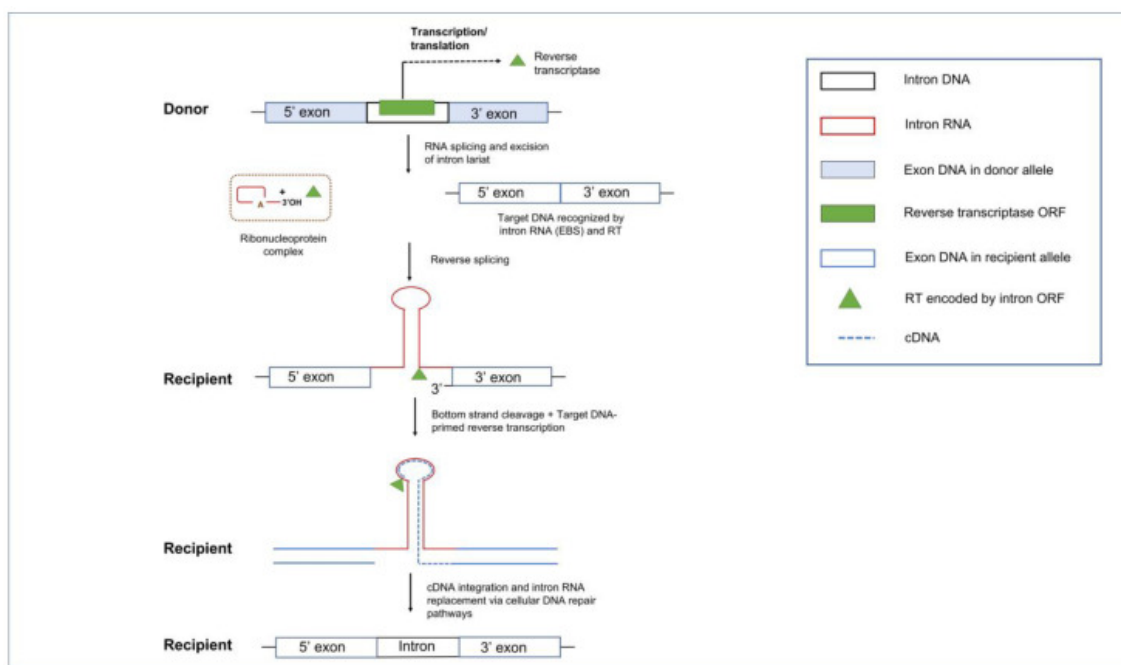 Transcription/
translation
Reverse
transcriptase
Donor
5' exon
3' exon
RNA splicing and excision
of intron lariat
+
3'OH
Ribonucleoprotein
complex
5' exon
3' exon
Target DNA recognized by
intron RNA (EBS) and RT
Reverse splicing
Recipient
5' exon
3'
3' exon
Bottom strand cleavage + Target DNA-
primed reverse transcription
Recipient
cDNA integration and intron RNA
replacement via cellular DNA repair
pathways
Recipient
5' exon
Intron
3' exon
Intron DNA
Intron RNA
Exon DNA in donor allele
Reverse transcriptase ORF
Exon DNA in recipient allele
RT encoded by intron ORF
cDNA